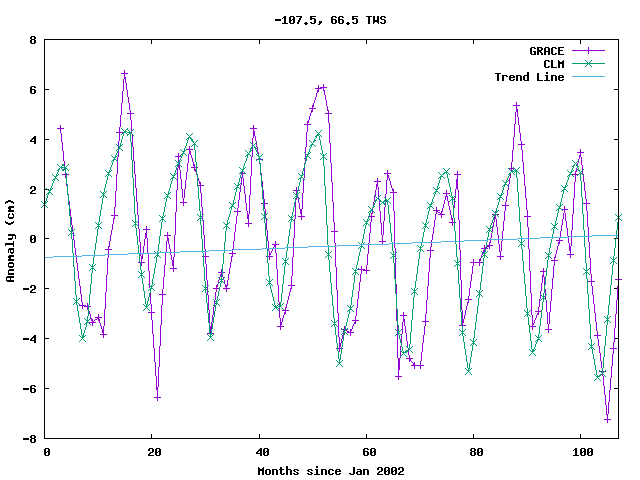 -107.5, 66.5 TWS
GRACE
CLM
Trend Line
8
6
4
2
0
-2
-4
-6
-8
Anomaly (cm)
0 20 40 60 80 100
Months since Jan 2002